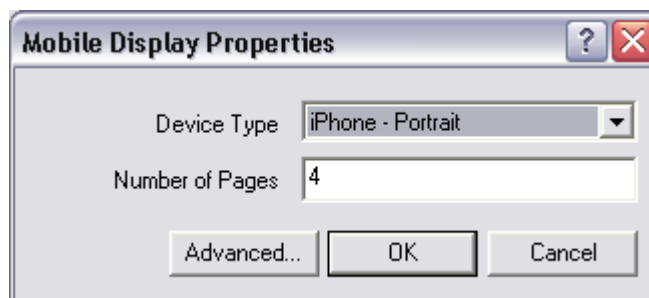 Mobile Display Properties
Device Type iPhone - Portrait
Number of Pages 4
Advanced... OK Cancel